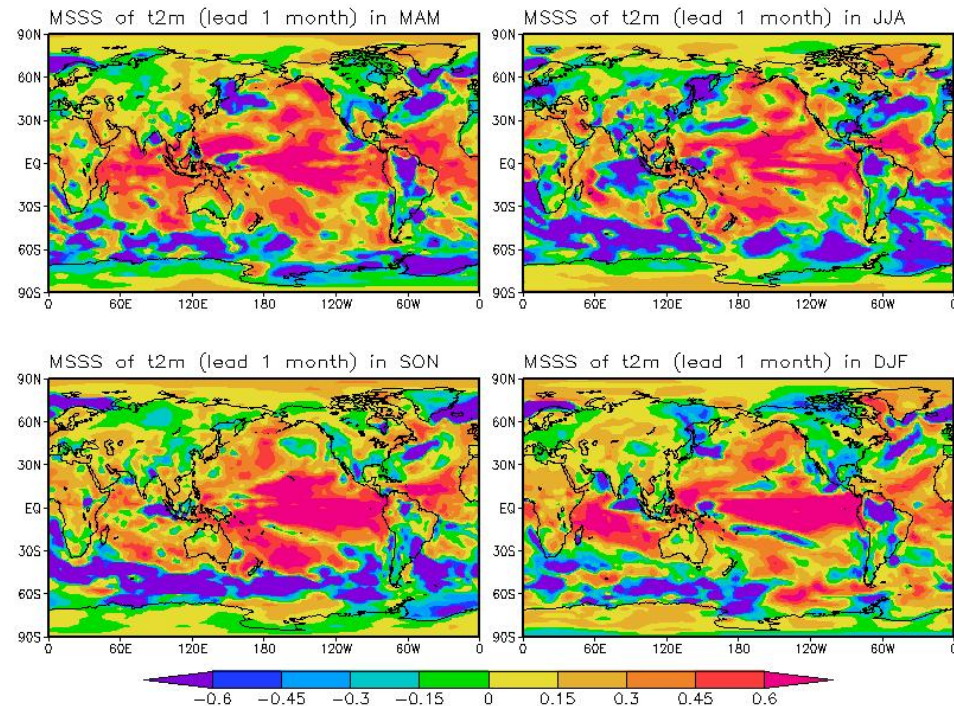 MSSS of t2m (lead 1 month) in MAM
MSSS of t2m (lead 1 month) in JJA
90N
60N
30N
EQ
30S
60S
90S
0 60E 120E 180 120W 60W 0
90N
60N
30N
EQ
30S
60S
90S
0 60E 120E 180 120W 60W 0
MSSS of t2m (lead 1 month) in SON
MSSS of t2m (lead 1 month) in DJF
90N
60N
30N
EQ
30S
60S
90S
0 60E 120E 180 120W 60W 0
90N
60N
30N
EQ
30S
60S
90S
0 60E 120E 180 120W 60W 0
-0.6 -0.45 -0.3 -0.15 0 0.15 0.3 0.45 0.6